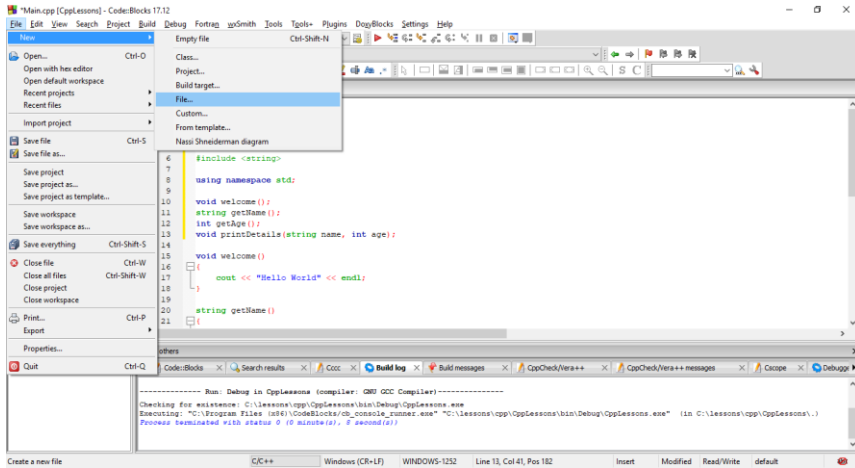 *Main.cpp [CppLessons] - Code::Blocks 17.12
File Edit View Search Project Build Debug Fortran wxSmith Tools Tools+ Plugins DoxyBlocks Settings Help
New
Empty file Ctrl-Shift-N
Class...
Project...
Build target...
File...
Custom...
From template...
Nassi Shneiderman diagram
Open... Ctrl-O
Open with hex editor
Open default workspace
Recent projects
Recent files
Import project
Save file Ctrl-S
Save file as...
Save project
Save project as...
Save project as template...
Save workspace
Save workspace as...
Save everything Ctrl-Shift-S
Close file Ctrl-W
Close all files Ctrl-Shift-W
Close project
Close workspace
Print... Ctrl-P
Export
Properties...
Quit Ctrl-Q
S C
6 #include <string>
7
8 using namespace std;
9
10 void welcome();
11 string getName();
12 int getAge();
13 void printDetails(string name, int age);
14
15 void welcome()
16 {
17 cout << "Hello World" << endl;
18 }
19
20 string getName()
21 {
others
Code::Blocks Search results Cccc Build log Build messages CppCheck/Vera++ CppCheck/Vera++ messages Cscope Debugge
-------------- Run: Debug in CppLessons (compiler: GNU GCC Compiler)---------------
Checking for existence: C:\lessons\cpp\CppLessons\bin\Debug\CppLessons.exe
Executing: "C:\Program Files (x86)\CodeBlocks/cb_console_runner.exe" "C:\lessons\cpp\CppLessons\bin\Debug\CppLessons.exe" (in C:\lessons\cpp\CppLessons\.)
Process terminated with status 0 (0 minute(s), 8 second(s))
Create a new file C/C++ Windows (CR+LF) WINDOWS-1252 Line 13, Col 41, Pos 182 Insert Modified Read/Write default